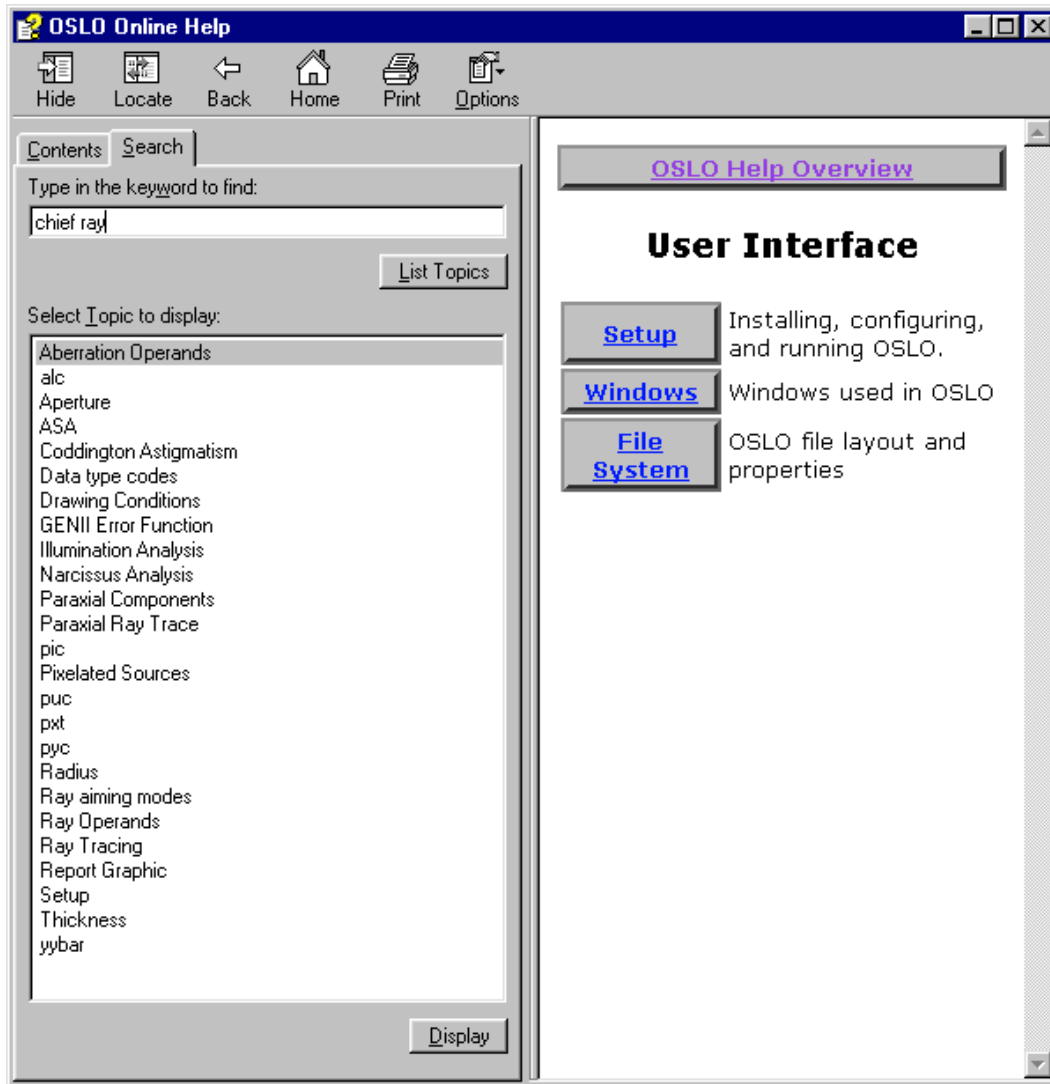 OSLO Online Help
Hide Locate Back Home Print Options
Contents Search
Type in the keyword to find:
chief ray
List Topics
Select Topic to display:
Aberration Operands
alc
Aperture
ASA
Coddington Astigmatism
Data type codes
Drawing Conditions
GENII Error Function
Illumination Analysis
Narcissus Analysis
Paraxial Components
Paraxial Ray Trace
pic
Pixelated Sources
puc
pxt
pyc
Radius
Ray aiming modes
Ray Operands
Ray Tracing
Report Graphic
Setup
Thickness
yybar
Display
OSLO Help Overview
User Interface
Setup
Installing, configuring,
and running OSLO.
Windows
Windows used in OSLO
File
System
OSLO file layout and
properties